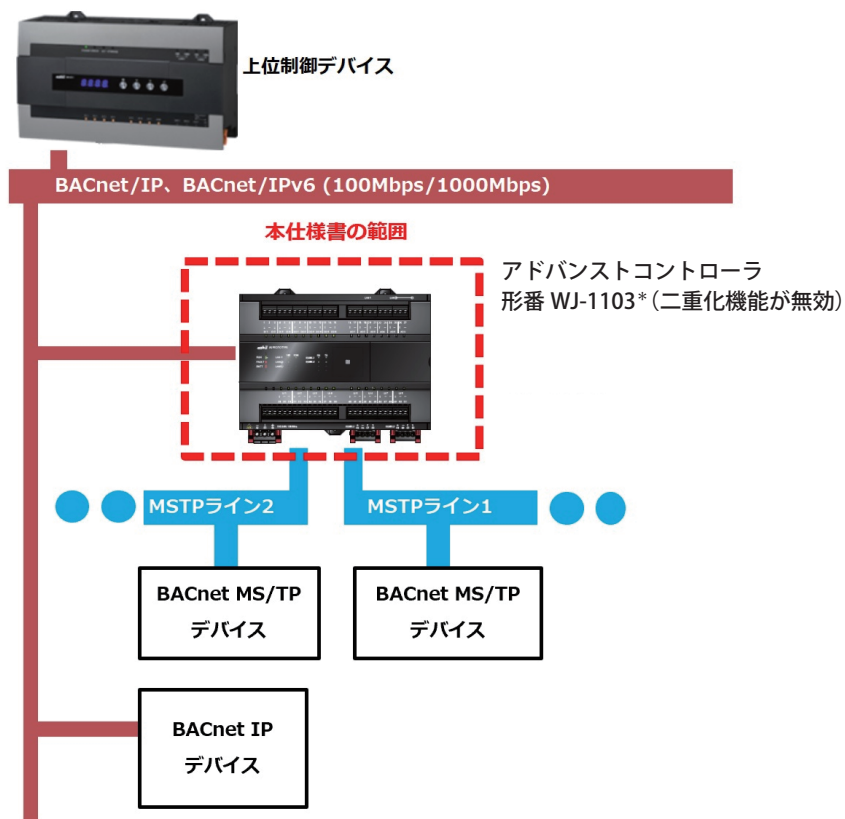 上位制御デバイス
BACnet/IP、BACnet/IPv6 (100Mbps/1000Mbps)
本仕様書の範囲
アドバンストコントローラ
形番 WJ-1103*（二重化機能が無効）
MSTPライン2
MSTPライン1
BACnet MS/TP
デバイス
BACnet MS/TP
デバイス
BACnet IP
デバイス